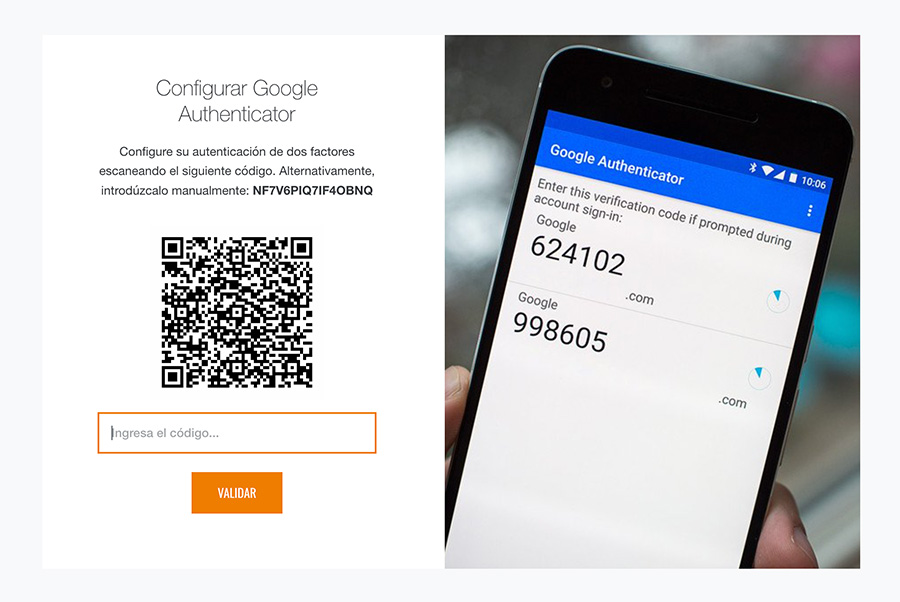 Configurar Google
Authenticator
Configure su autenticación de dos factores
escaneando el siguiente código. Alternativamente,
introdúzcalo manualmente: NF7V6PIQ7IF4OBNQ
Ingresa el código...
VALIDAR
10:06
Google Authenticator
Enter this verification code if prompted during
account sign-in:
Google
624102
.com
Google
998605
.com